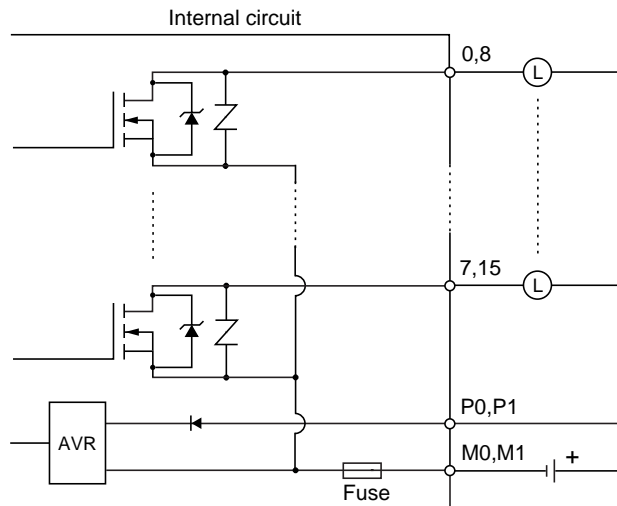 Internal circuit
0,8
L
7,15
L
P0,P1
AVR
M0,M1
+
Fuse